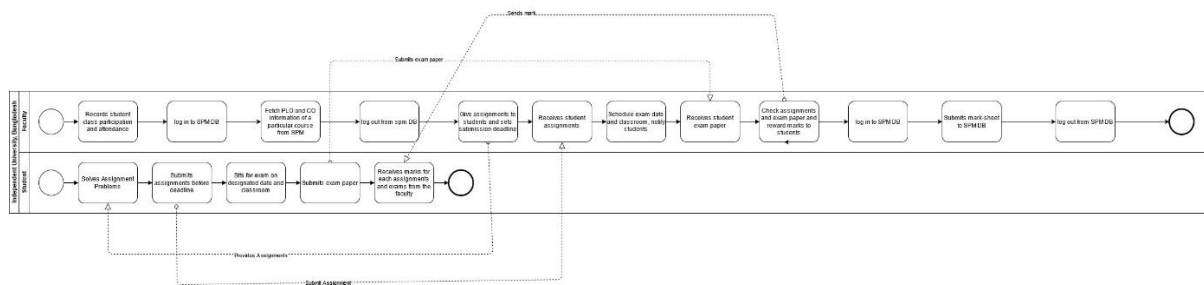 Sends mark
Submits exam paper
Independent University, Bangladesh
Faculty
Records student
class participation
and attendance
log in to SPM DB
Fetch PLO and CO
information of a
particular course
from SPM
log out from spm DB
Give assignments to
students and sets
submission deadline
Receives student
assignments
Schedule exam date
and classroom, notify
students
Receives student
exam paper
Check assignments
and exam paper and
reward marks to
students
log in to SPM DB
Submits mark-sheet
to SPM DB
log out from SPM DB
Student
Solves Assignment
Problems
Submits
assignments before
deadline
Sits for exam on
designated date and
classroom
Submits exam paper
Receives marks for
each assignments
and exams from the
faculty
Provides Assignments
Submit Assignment